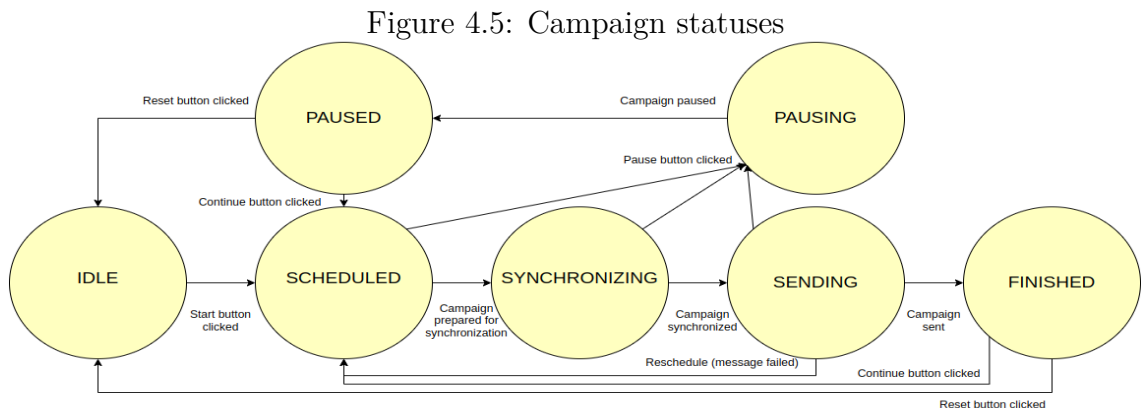 Figure 4.5: Campaign statuses
Reset button clicked
PAUSED
Campaign paused
PAUSING
Pause button clicked
Continue button clicked
IDLE
SCHEDULED
SYNCHRONIZING
SENDING
FINISHED
Start button
clicked
Campaign
prepared for
synchronization
Campaign
synchronized
Campaign
sent
Reschedule (message failed)
Continue button clicked
Reset button clicked